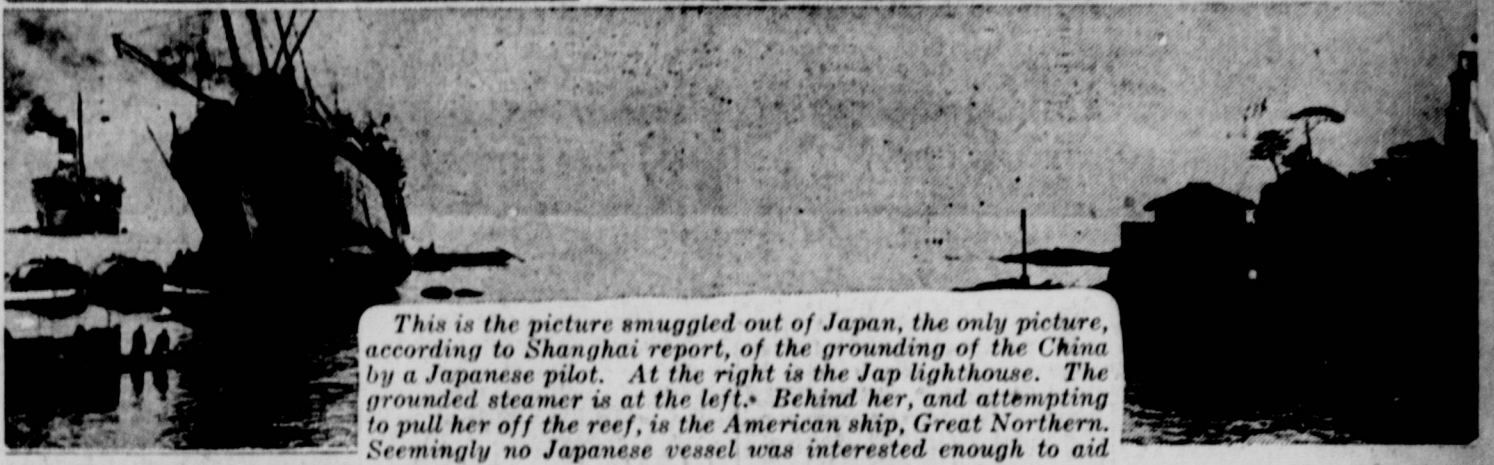 This is the picture smuggled out of Japan, the only picture,
according to Shanghai report, of the grounding of the China
by a Japanese pilot. At the right is the Jap lighthouse. The
grounded steamer is at the left. Behind her, and attempting
to pull her off the reef, is the American ship, Great Northern.
Seemingly no Japanese vessel was interested enough to aid